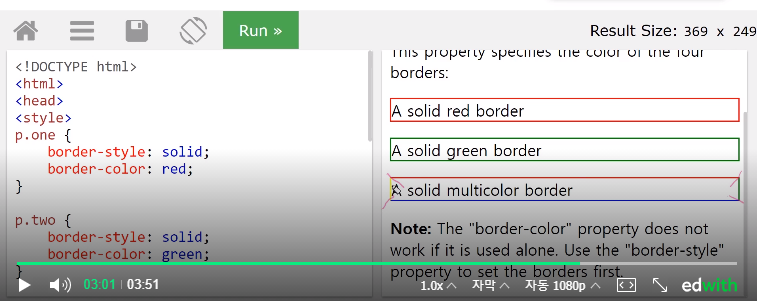 Run »
Result Size: 369 x 249
<!DOCTYPE html>
<html>
<head>
<style>
p.one {
    border-style: solid;
    border-color: red;
}
p.two {
    border-style: solid;
    border-color: green;
}
This property specifies the color of the four
borders:
A solid red border
A solid green border
A solid multicolor border
Note: The "border-color" property does not
work if it is used alone. Use the "border-style"
property to set the borders first.
03:01 | 03:51
1.0x 자막 자동 1080p
edwith